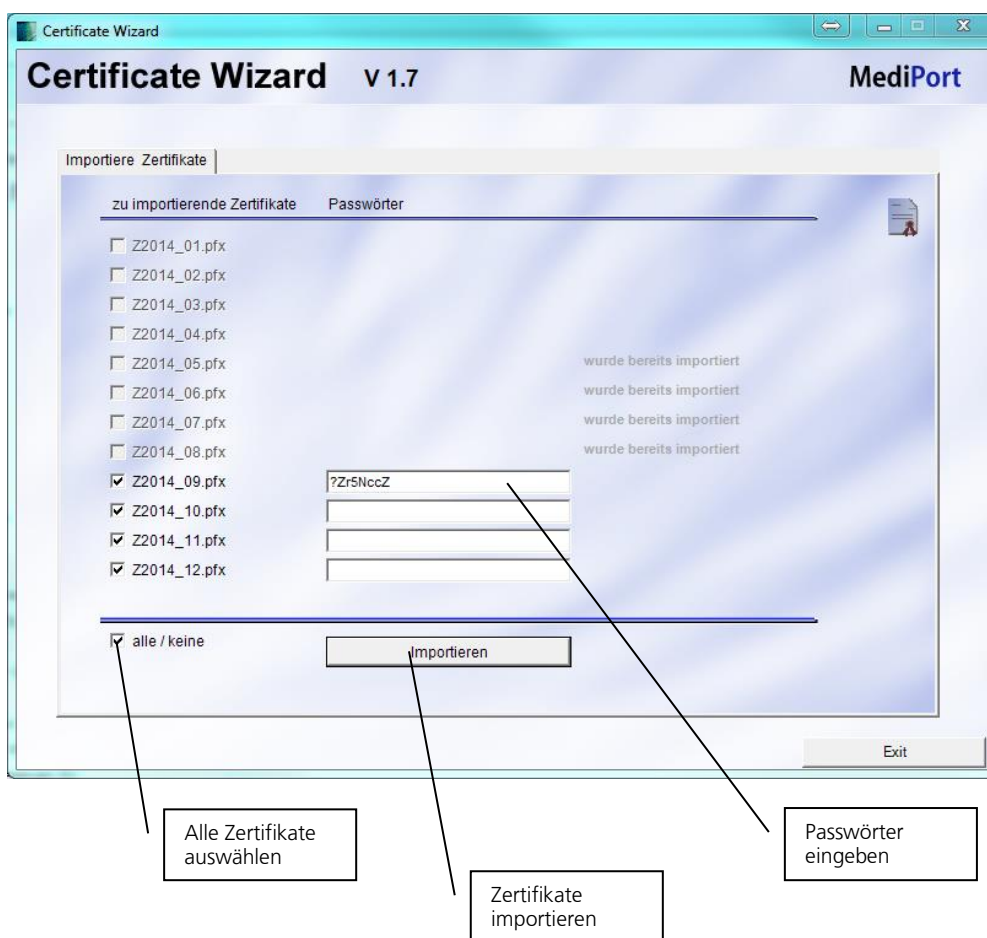 Certificate Wizard
Certificate Wizard V 1.7
MediPort
Importiere Zertifikate
zu importierende Zertifikate Passwörter
Z2014_01.pfx
Z2014_02.pfx
Z2014_03.pfx
Z2014_04.pfx
Z2014_05.pfx wurde bereits importiert
Z2014_06.pfx wurde bereits importiert
Z2014_07.pfx wurde bereits importiert
Z2014_08.pfx wurde bereits importiert
Z2014_09.pfx ?Zr5NccZ
Z2014_10.pfx
Z2014_11.pfx
Z2014_12.pfx
alle / keine Importieren
Exit
Alle Zertifikate
auswählen
Passwörter
eingeben
Zertifikate
importieren